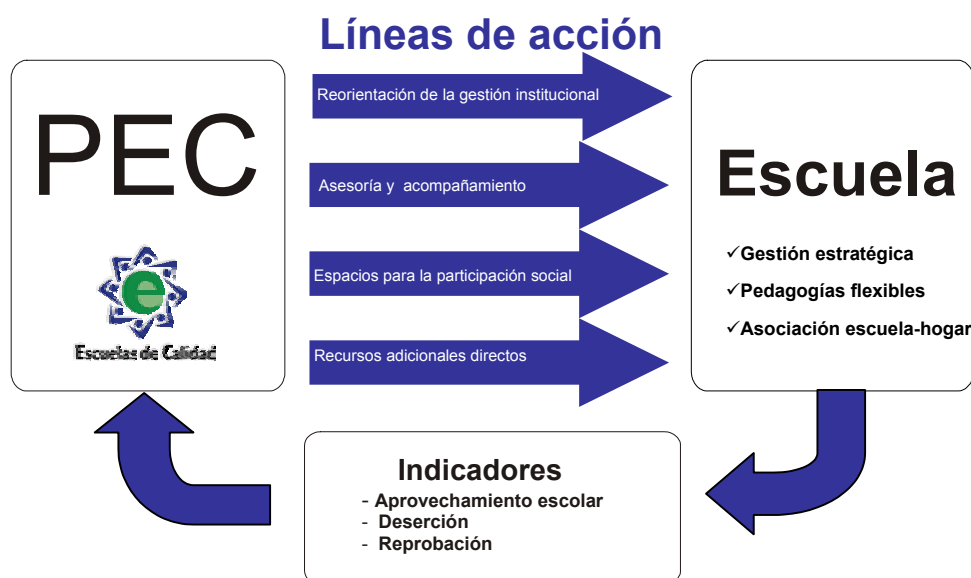 Líneas de acción
PEC
e
Escuelas de Calidad
Reorientación de la gestión institucional
Asesoría y acompañamiento
Espacios para la participación social
Recursos adicionales directos
Escuela
✓Gestión estratégica
✓Pedagogías flexibles
✓Asociación escuela-hogar
Indicadores
- Aprovechamiento escolar
- Deserción
- Reprobación